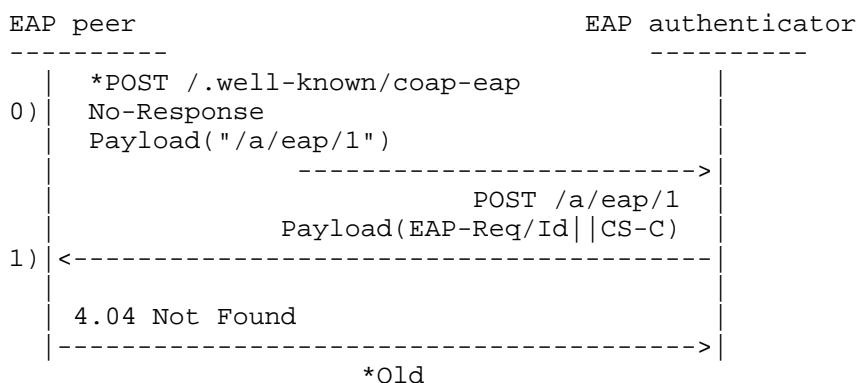 EAP peer                                    EAP authenticator
----------                                      ----------
  |  *POST /.well-known/coap-eap            |
0)|  No-Response                            |
  |  Payload("/a/eap/1")                    |
  |               ------------------------->|
  |                          POST /a/eap/1  |
  |              Payload(EAP-Req/Id||CS-C)  |
1)|<----------------------------------------|
  |                                         |
  | 4.04 Not Found                          |
  |---------------------------------------->|
                    *Old